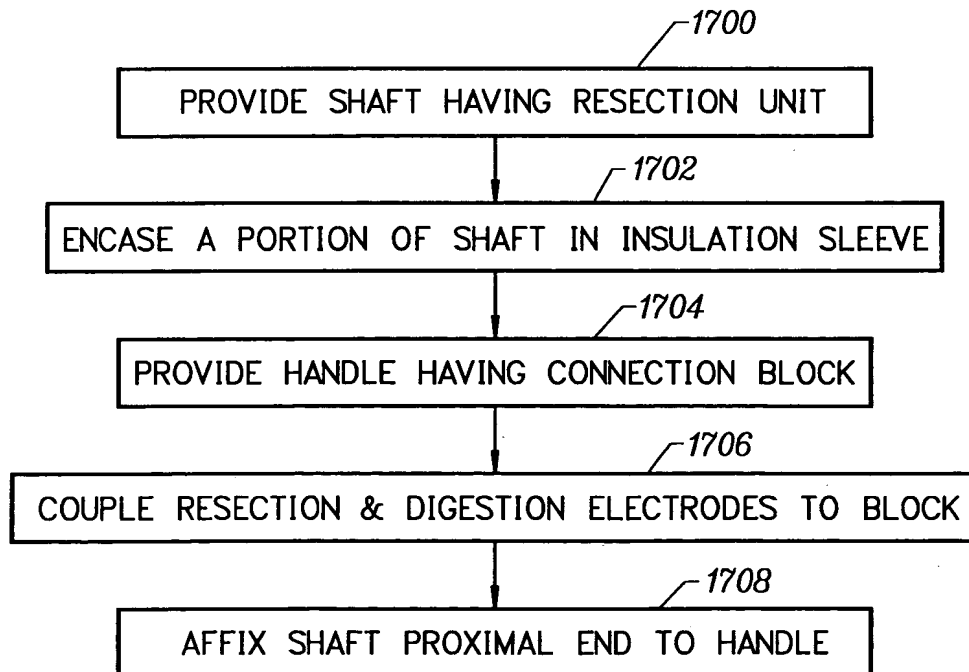 1700
PROVIDE SHAFT HAVING RESECTION UNIT
1702
ENCASE A PORTION OF SHAFT IN INSULATION SLEEVE
1704
PROVIDE HANDLE HAVING CONNECTION BLOCK
1706
COUPLE RESECTION & DIGESTION ELECTRODES TO BLOCK
1708
AFFIX SHAFT PROXIMAL END TO HANDLE